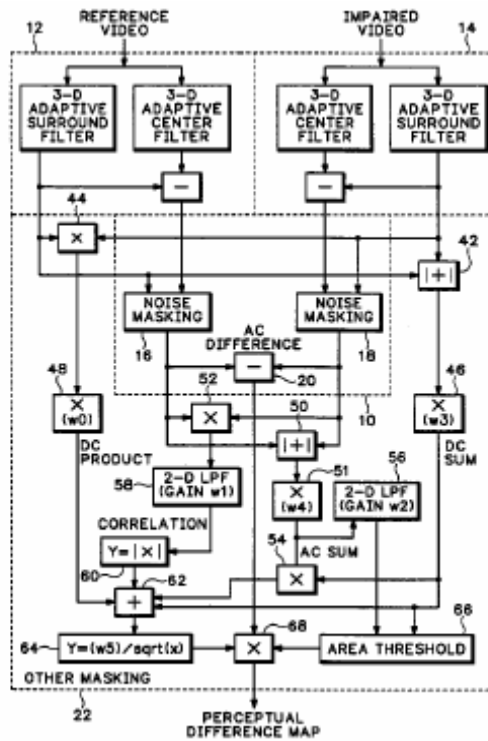 REFERENCE VIDEO
IMPAIRED VIDEO
12
14
3-D ADAPTIVE SURROUND FILTER
3-D ADAPTIVE CENTER FILTER
3-D ADAPTIVE CENTER FILTER
3-D ADAPTIVE SURROUND FILTER
−
−
44
×
42
|+|
NOISE MASKING
NOISE MASKING
16
18
AC DIFFERENCE
−
20
48
× (w0)
52
×
50
|+|
10
46
× (w3)
DC PRODUCT
DC SUM
58
2-D LPF (GAIN w1)
51
× (w4)
56
2-D LPF (GAIN w2)
CORRELATION
Y=|×|
60
54
×
AC SUM
62
+
64
Y=(w5)/sqrt(x)
68
×
66
AREA THRESHOLD
OTHER MASKING
22
PERCEPTUAL DIFFERENCE MAP